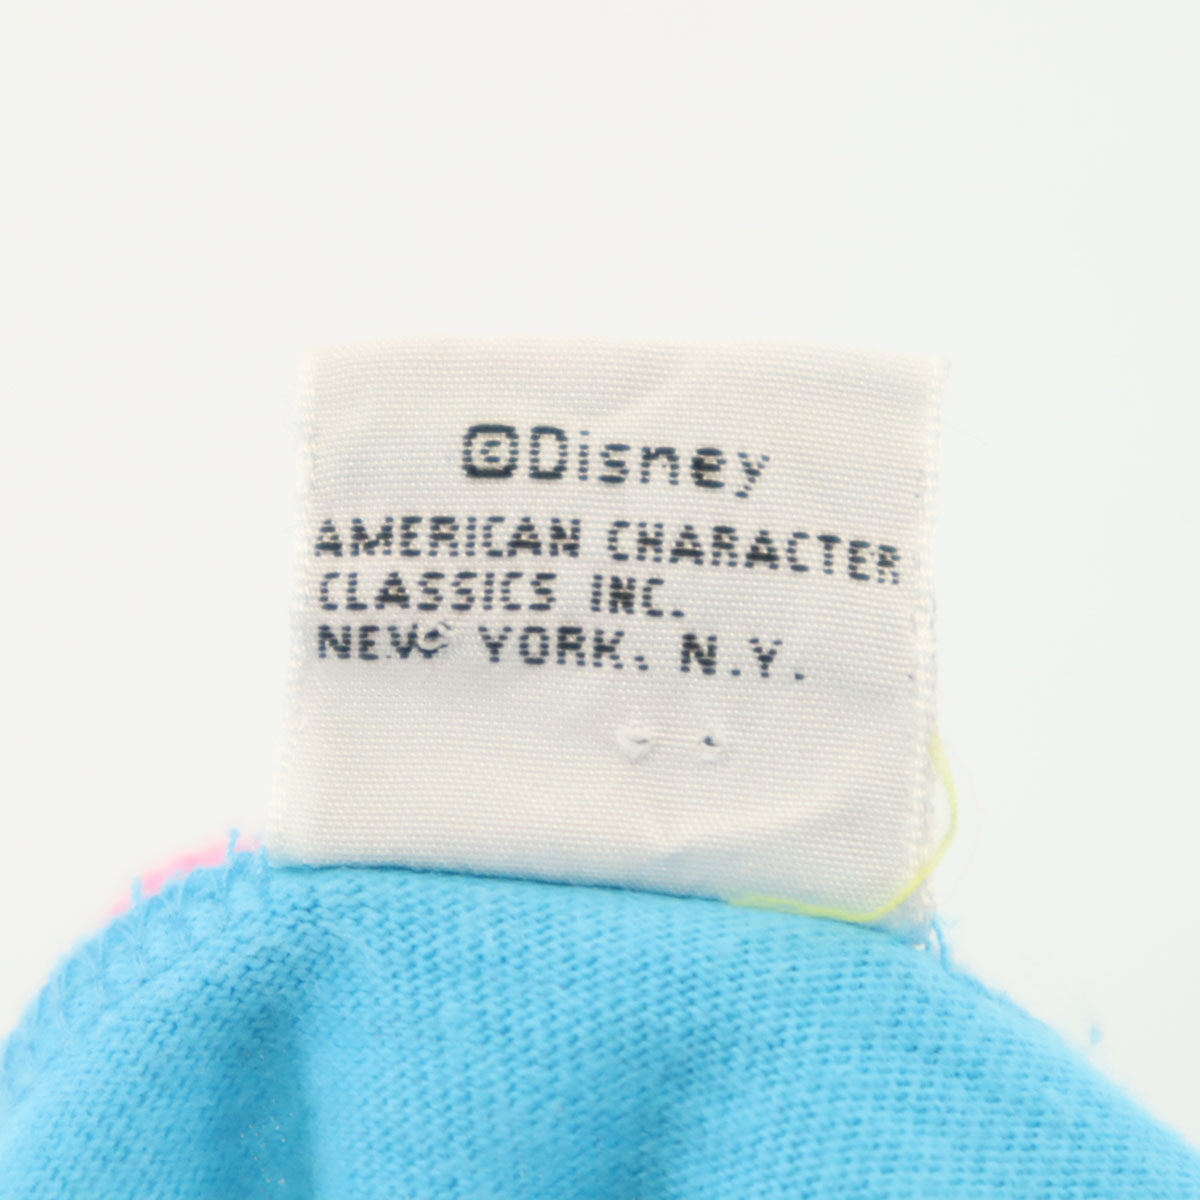 ©Disney
AMERICAN CHARACTER
CLASSICS INC.
NEW YORK. N.Y.